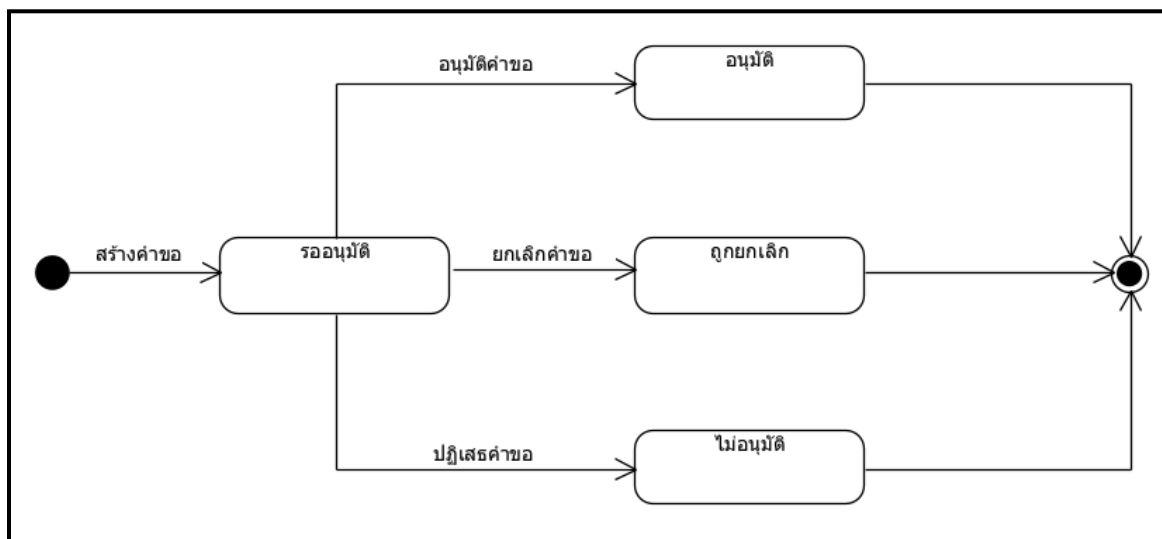 อนุมัติคำขอ
อนุมัติ
สร้างคำขอ
รออนุมัติ
ยกเลิกคำขอ
ถูกยกเลิก
ปฏิเสธคำขอ
ไม่อนุมัติ